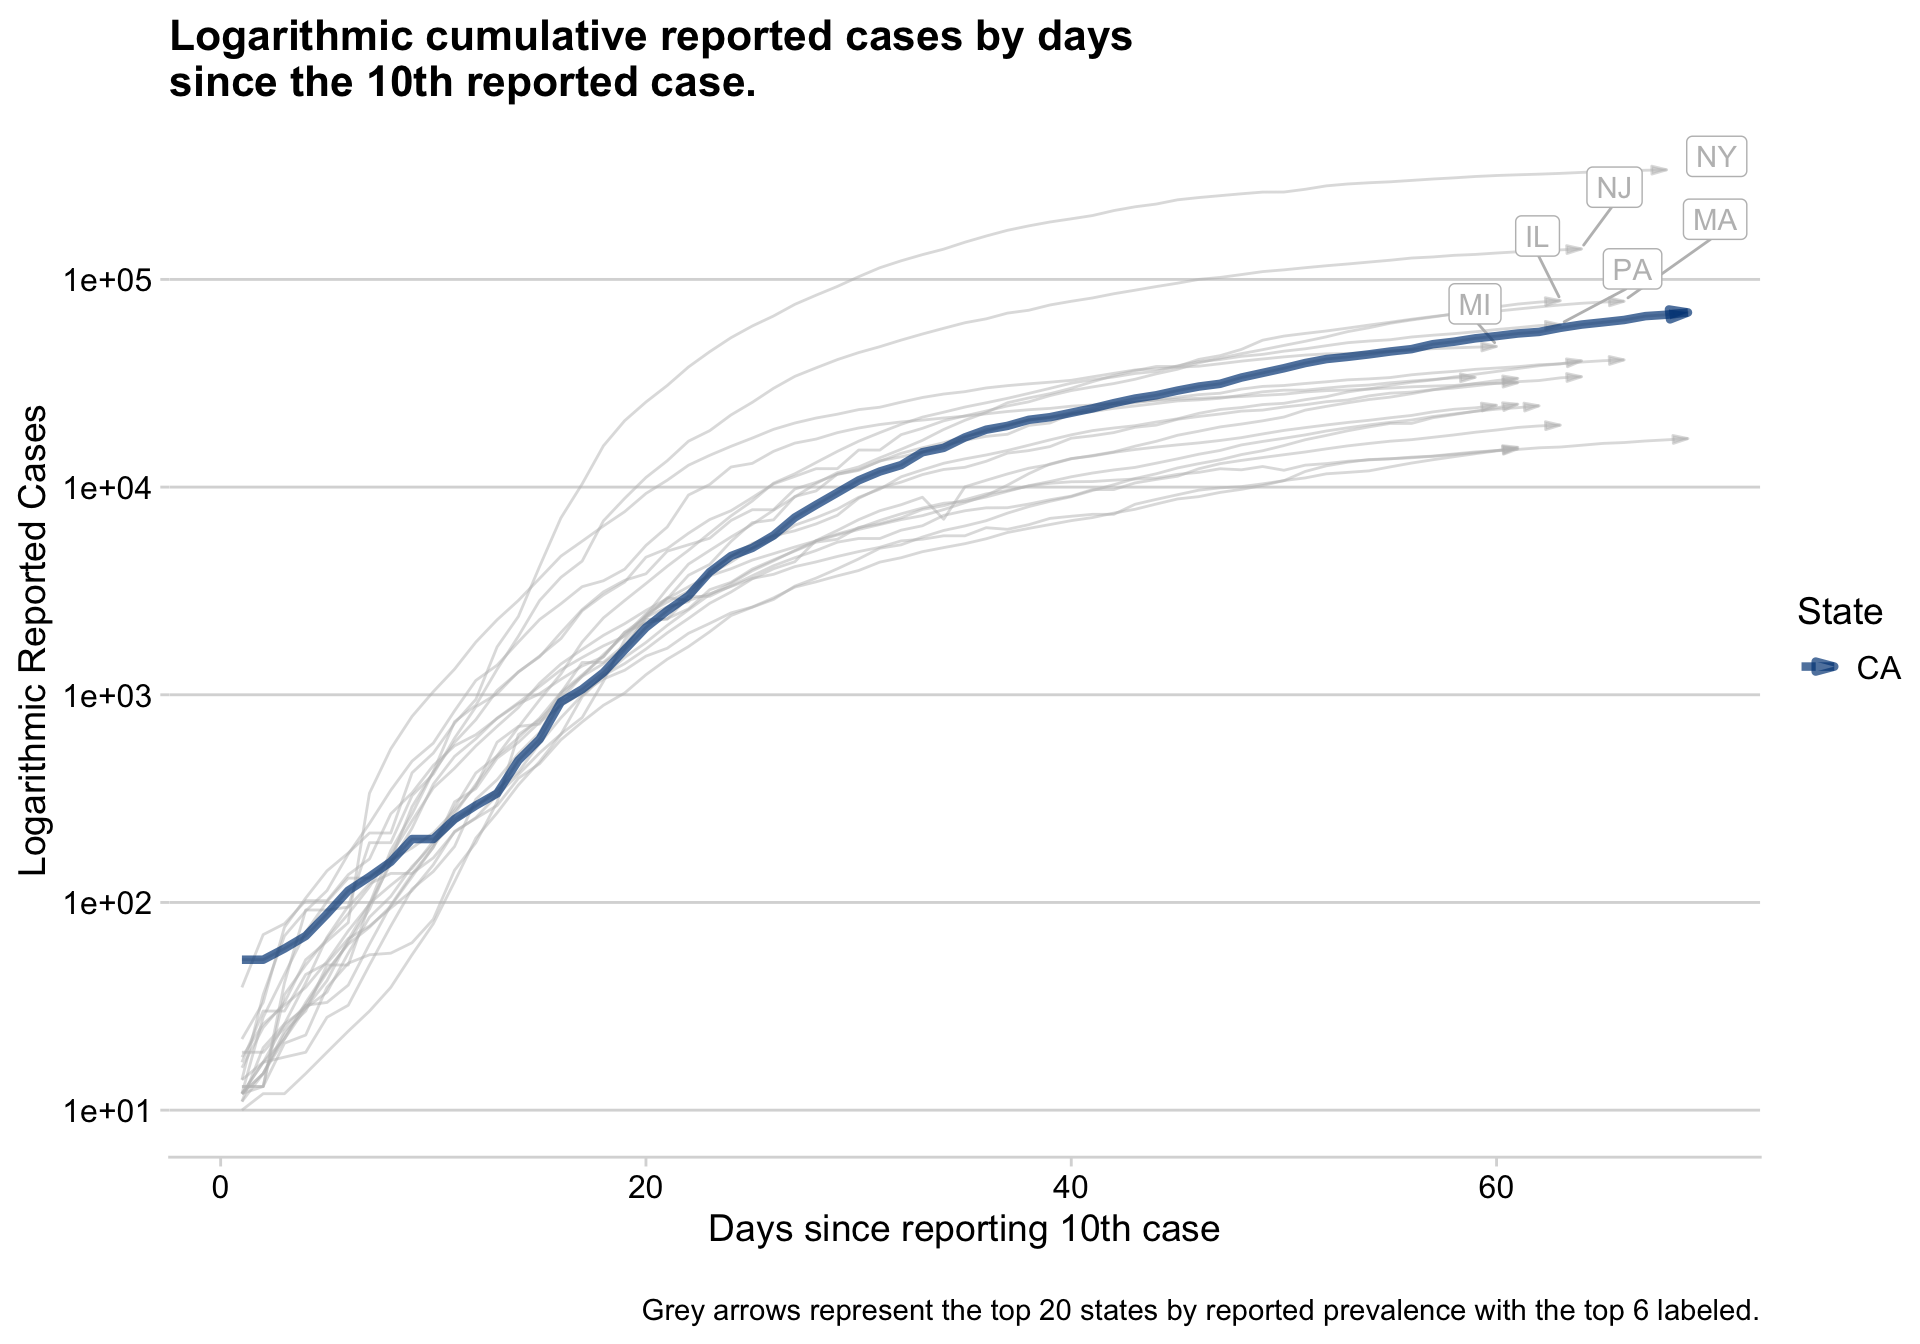 Logarithmic cumulative reported cases by days
since the 10th reported case.
NY
NJ
MA
IL
PA
MI
1e+05
1e+04
1e+03
1e+02
1e+01
Logarithmic Reported Cases
State
CA
0 20 40 60
Days since reporting 10th case
Grey arrows represent the top 20 states by reported prevalence with the top 6 labeled.